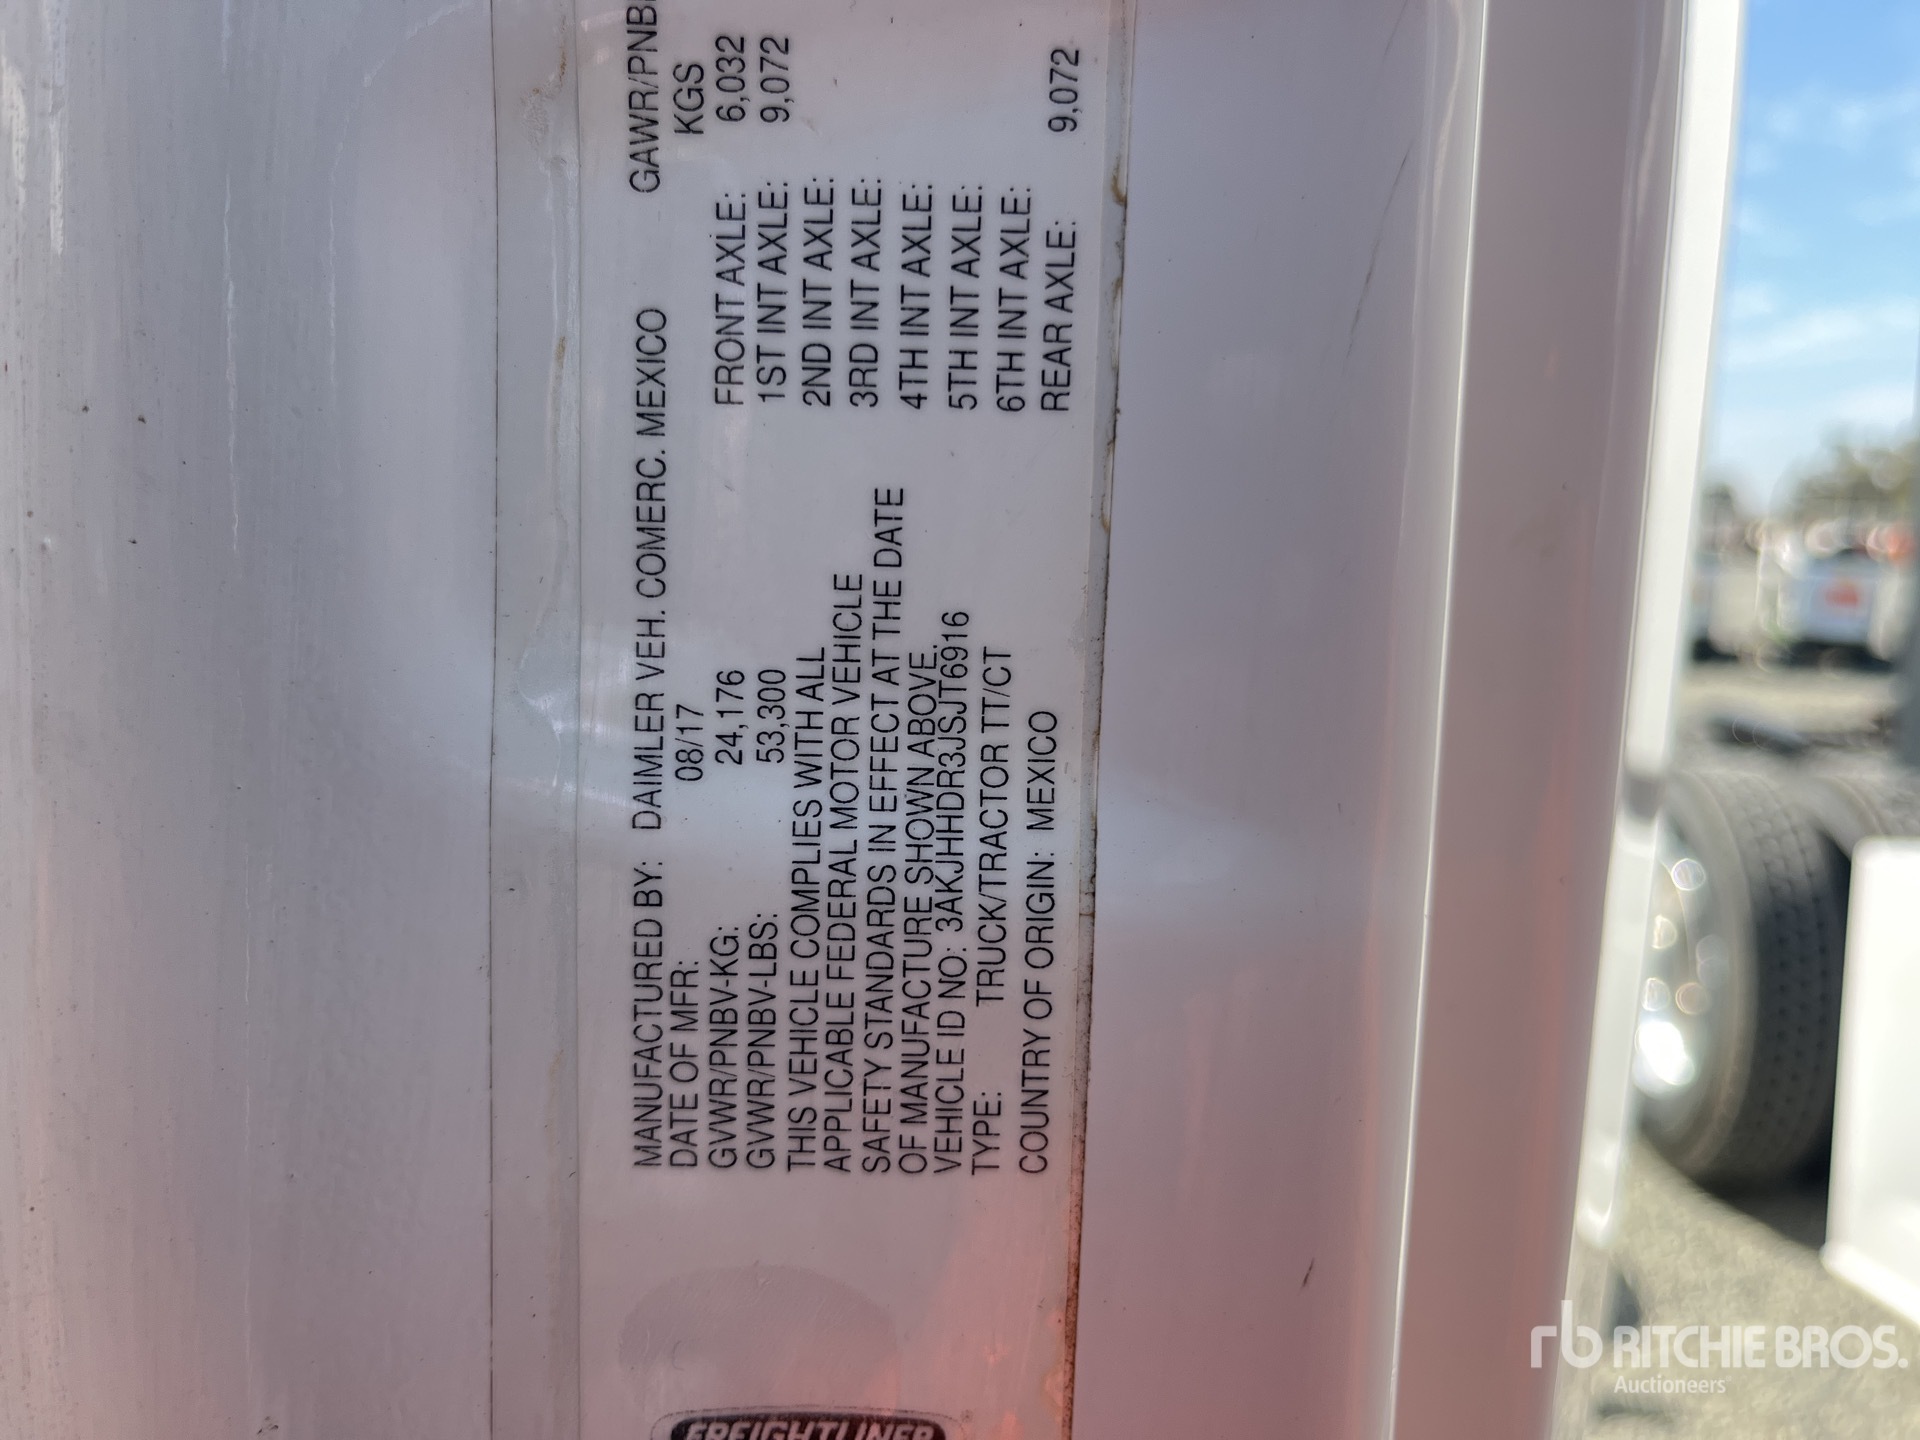 FREIGHTLINER
MANUFACTURED BY: DAIMLER VEH. COMERC. MEXICO
DATE OF MFR: 08/17
GVWR/PNBV-KG: 24,176
GVWR/PNBV-LBS: 53,300
THIS VEHICLE COMPLIES WITH ALL
APPLICABLE FEDERAL MOTOR VEHICLE
SAFETY STANDARDS IN EFFECT AT THE DATE
OF MANUFACTURE SHOWN ABOVE.
VEHICLE ID NO: 3AKJHHDR3JSJT6916
TYPE: TRUCK/TRACTOR TT/CT
COUNTRY OF ORIGIN: MEXICO
KGS
FRONT AXLE: 6,032
1ST INT AXLE: 9,072
2ND INT AXLE:
3RD INT AXLE:
4TH INT AXLE:
5TH INT AXLE:
6TH INT AXLE:
REAR AXLE: 9,072
rb RITCHIE BROS.
Auctioneers